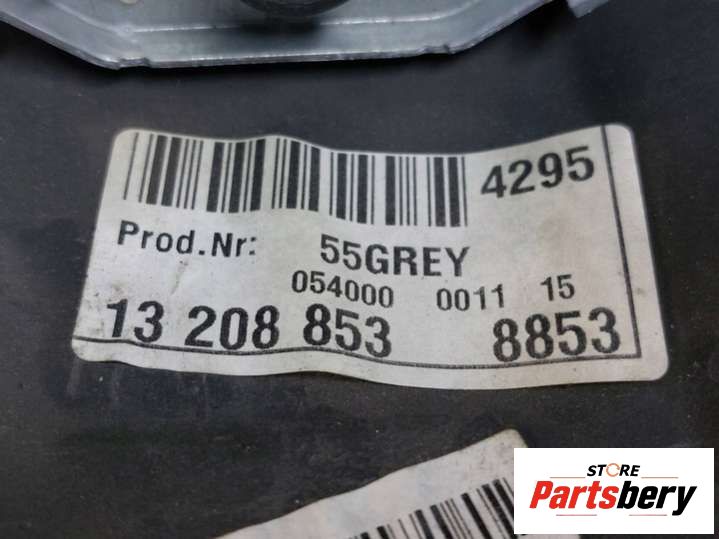 4295
Prod.Nr: 55GREY
054000 0011 15
13 208 853 8853
STORE
Partsbery